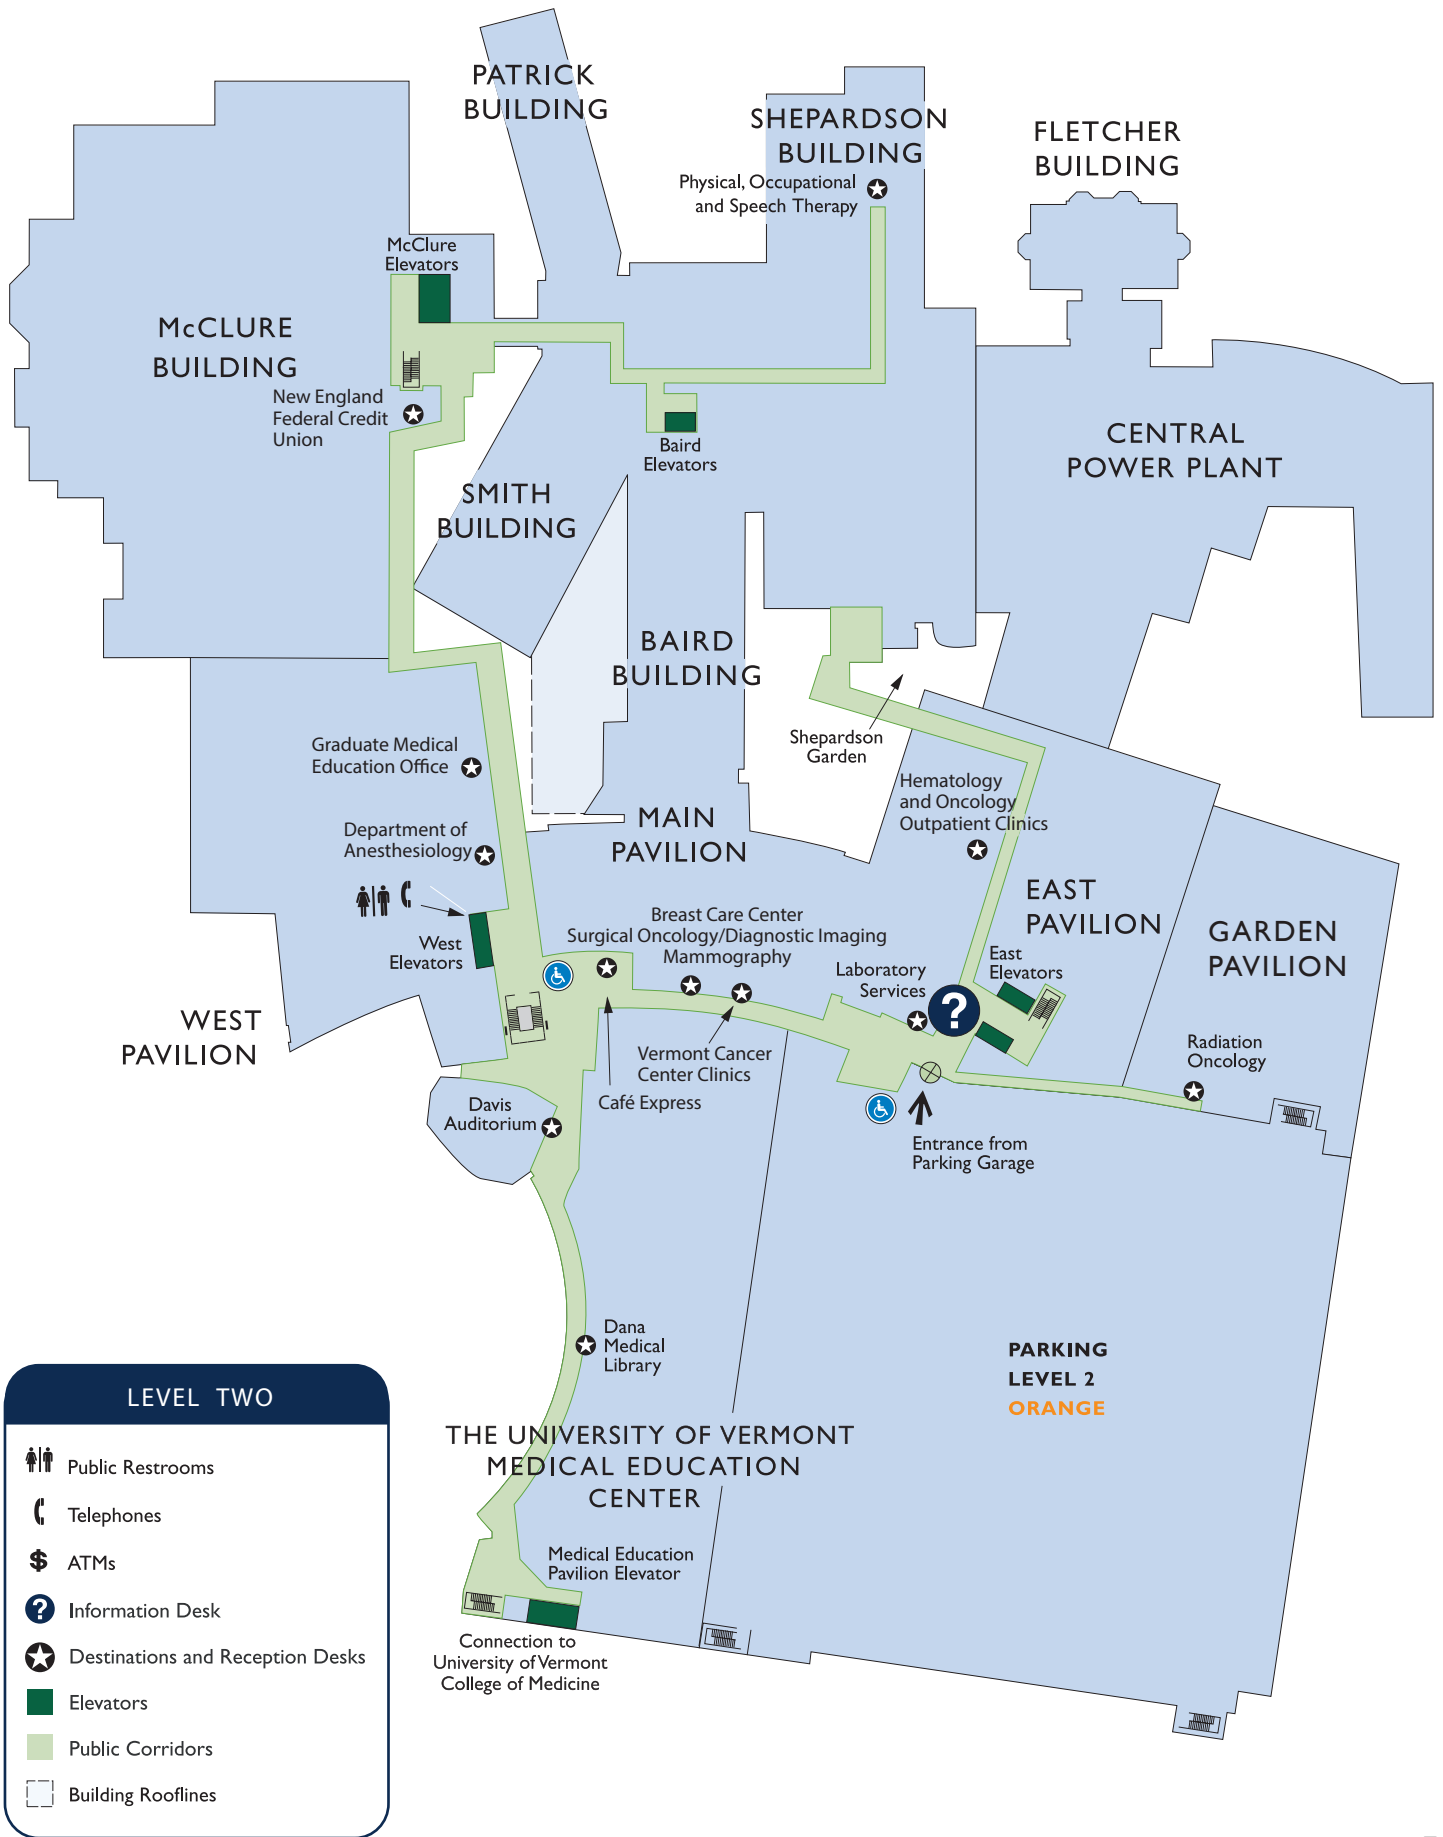 PATRICK
BUILDING
SHEPARDSON
BUILDING
FLETCHER
BUILDING
Physical, Occupational
and Speech Therapy
McClure
Elevators
McCLURE
BUILDING
New England
Federal Credit
Union
Baird
Elevators
CENTRAL
POWER PLANT
SMITH
BUILDING
BAIRD
BUILDING
Shepardson
Garden
Graduate Medical
Education Office
Hematology
and Oncology
Outpatient Clinics
Department of
Anesthesiology
MAIN
PAVILION
EAST
PAVILION
GARDEN
PAVILION
West
Elevators
Breast Care Center
Surgical Oncology/Diagnostic Imaging
Mammography
Laboratory
Services
East
Elevators
?
WEST
PAVILION
Vermont Cancer
Center Clinics
Café Express
Radiation
Oncology
Davis
Auditorium
Entrance from
Parking Garage
Dana
Medical
Library
PARKING
LEVEL 2
ORANGE
THE UNIVERSITY OF VERMONT
MEDICAL EDUCATION
CENTER
Medical Education
Pavilion Elevator
Connection to
University of Vermont
College of Medicine
LEVEL TWO
Public Restrooms
Telephones
$ ATMs
? Information Desk
Destinations and Reception Desks
Elevators
Public Corridors
Building Rooflines